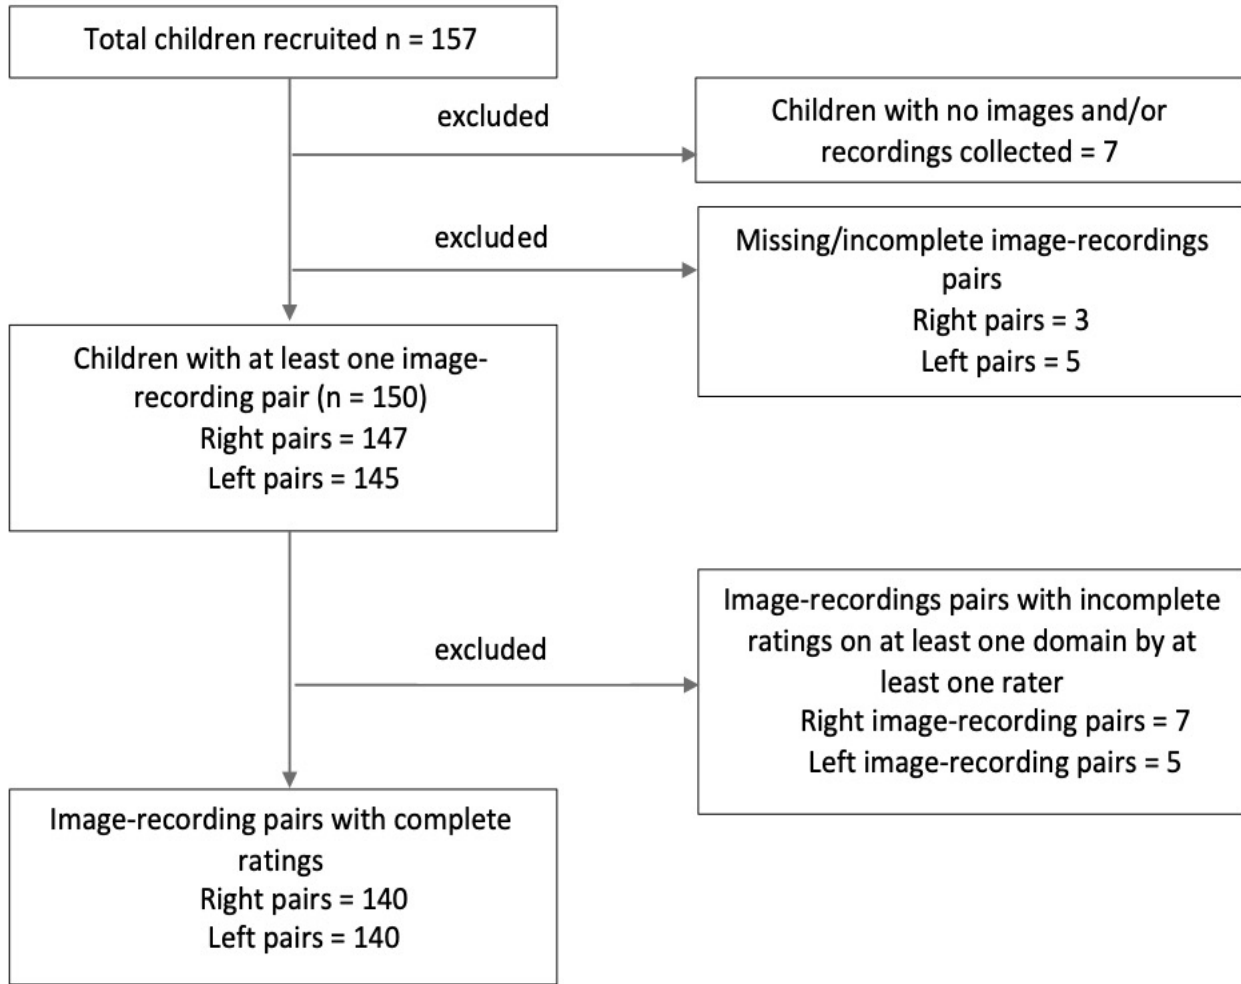 Total children recruited n = 157
excluded
Children with no images and/or
recordings collected = 7
excluded
Missing/incomplete image-recordings
pairs
Right pairs = 3
Left pairs = 5
Children with at least one image-
recording pair (n = 150)
Right pairs = 147
Left pairs = 145
excluded
Image-recordings pairs with incomplete
ratings on at least one domain by at
least one rater
Right image-recording pairs = 7
Left image-recording pairs = 5
Image-recording pairs with complete
ratings
Right pairs = 140
Left pairs = 140